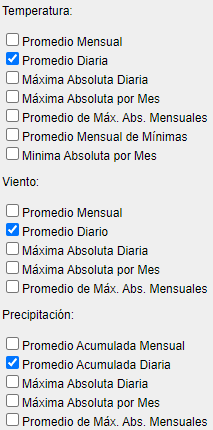 Temperatura:
Promedio Mensual
Promedio Diaria
Máxima Absoluta Diaria
Máxima Absoluta por Mes
Promedio de Máx. Abs. Mensuales
Promedio Mensual de Mínimas
Minima Absoluta por Mes
Viento:
Promedio Mensual
Promedio Diario
Máxima Absoluta Diaria
Máxima Absoluta por Mes
Promedio de Máx. Abs. Mensuales
Precipitación:
Promedio Acumulada Mensual
Promedio Acumulada Diaria
Máxima Absoluta Diaria
Máxima Absoluta por Mes
Promedio de Máx. Abs. Mensuales